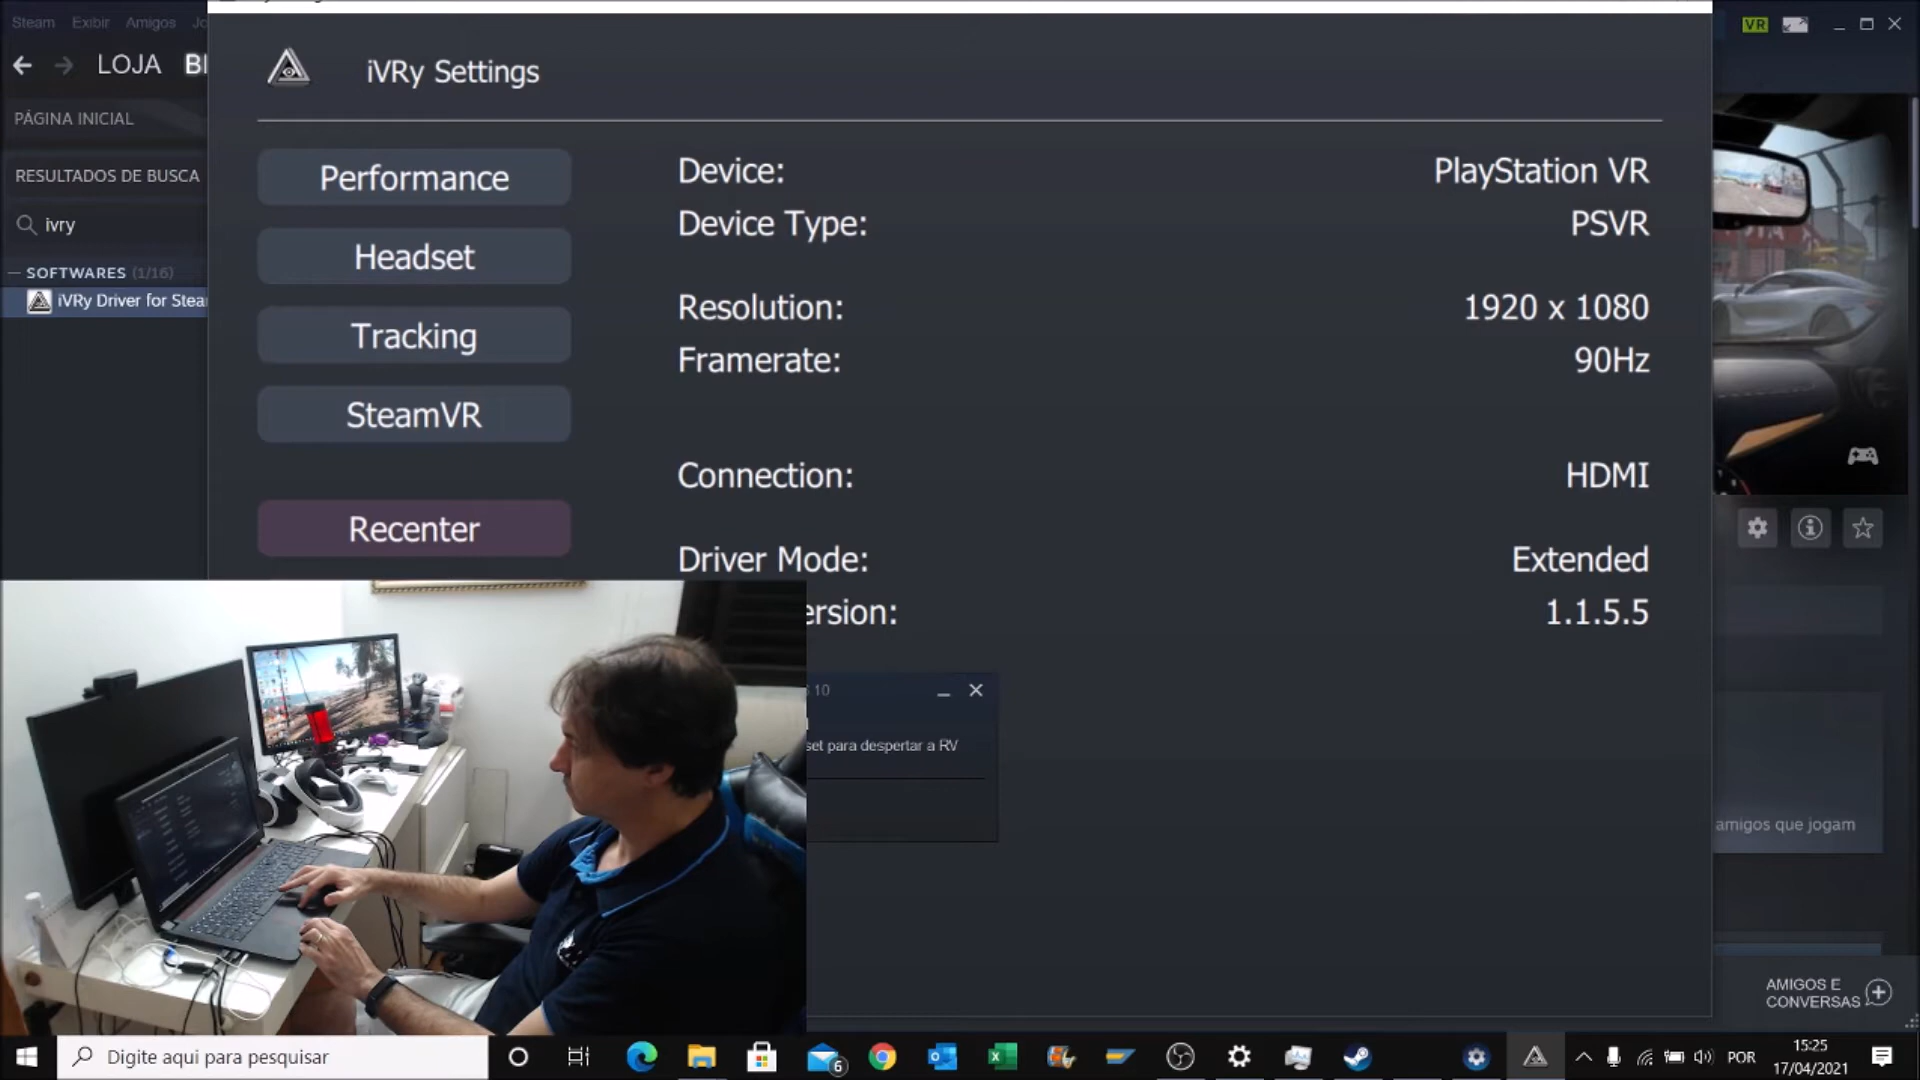 Steam Exibir Amigos
LOJA
PÁGINA INICIAL
RESULTADOS DE BUSCA
ivry
SOFTWARES (1/16)
iVRy Driver for
iVRy Settings
Performance
Headset
Tracking
SteamVR
Recenter
Device: PlayStation VR
Device Type: PSVR
Resolution: 1920 x 1080
Framerate: 90Hz
Connection: HDMI
Driver Mode: Extended
1.1.5.5
10
para despertar a RV
VR
amigos que jogam
AMIGOS E
CONVERSAS
Digite aqui para pesquisar
6
POR
15:25
17/04/2021